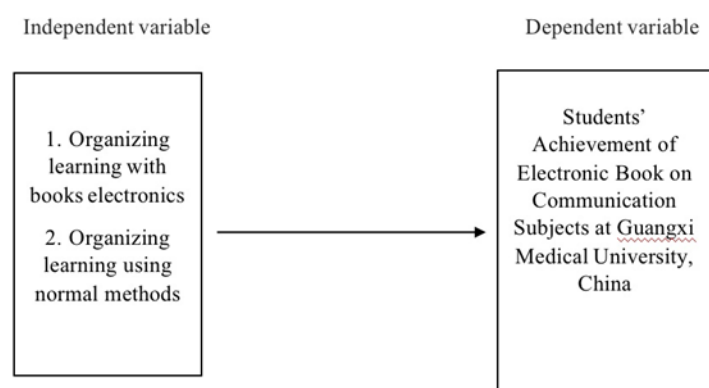 Independent variable
Dependent variable
1. Organizing
learning with
books electronics
2. Organizing
learning using
normal methods
Students’
Achievement of
Electronic Book on
Communication
Subjects at Guangxi
Medical University,
China